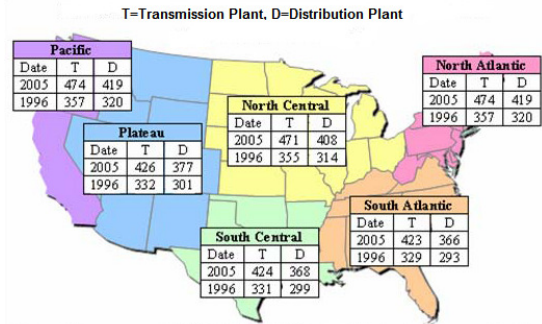 T=Transmission Plant, D=Distribution Plant
Pacific
Date T D
2005 474 419
1996 357 320
North Atlantic
Date T D
2005 474 419
1996 357 320
North Central
Date T D
2005 471 408
1996 355 314
Plateau
Date T D
2005 426 377
1996 332 301
South Atlantic
Date T D
2005 423 366
1996 329 293
South Central
Date T D
2005 424 368
1996 331 299